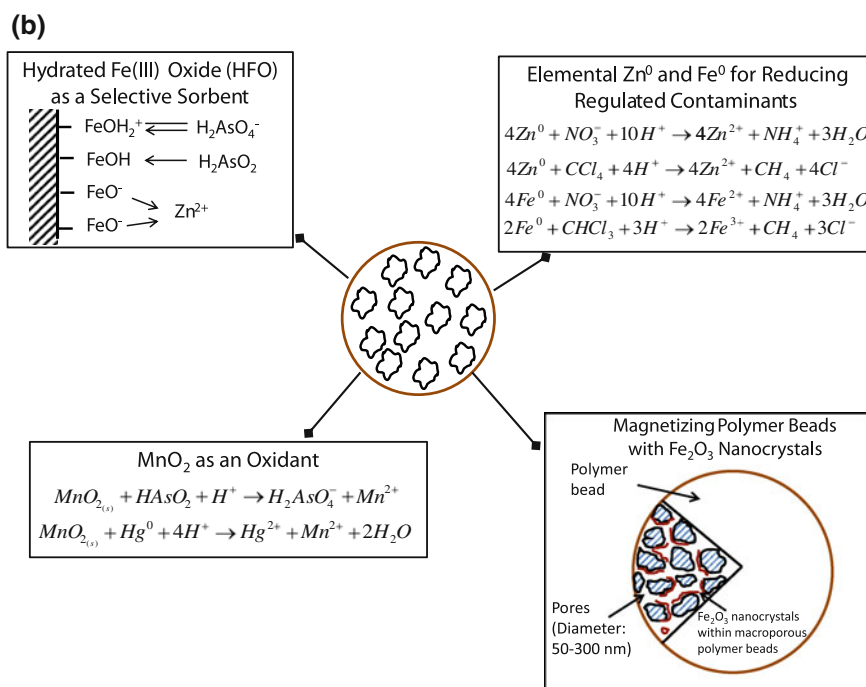 (b)
Hydrated Fe(III) Oxide (HFO)
as a Selective Sorbent
FeOH₂⁺ ⇌ H₂AsO₄⁻
FeOH ← H₂AsO₂
FeO⁻
Zn²⁺
FeO⁻
Elemental Zn⁰ and Fe⁰ for Reducing
Regulated Contaminants
4Zn⁰ + NO₃⁻ + 10H⁺ → 4Zn²⁺ + NH₄⁺ + 3H₂O
4Zn⁰ + CCl₄ + 4H⁺ → 4Zn²⁺ + CH₄ + 4Cl⁻
4Fe⁰ + NO₃⁻ + 10H⁺ → 4Fe²⁺ + NH₄⁺ + 3H₂O
2Fe⁰ + CHCl₃ + 3H⁺ → 2Fe³⁺ + CH₄ + 3Cl⁻
MnO₂ as an Oxidant
MnO₂₍ₛ₎ + HAsO₂ + H⁺ → H₂AsO₄⁻ + Mn²⁺
MnO₂₍ₛ₎ + Hg⁰ + 4H⁺ → Hg²⁺ + Mn²⁺ + 2H₂O
Magnetizing Polymer Beads
with Fe₂O₃ Nanocrystals
Polymer
bead
Pores
(Diameter:
50-300 nm)
Fe₂O₃ nanocrystals
within macroporous
polymer beads